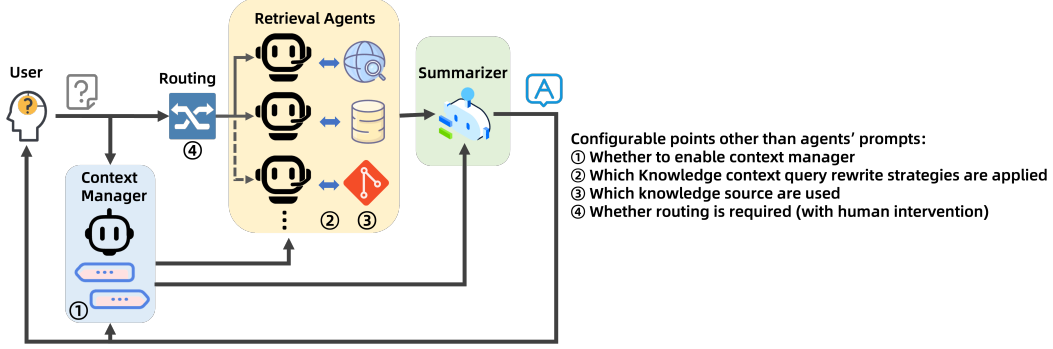 Retrieval Agents
User
?
?
Routing
④
Summarizer
A
Context
Manager
①
②
③
Configurable points other than agents’ prompts:
① Whether to enable context manager
② Which Knowledge context query rewrite strategies are applied
③ Which knowledge source are used
④ Whether routing is required (with human intervention)